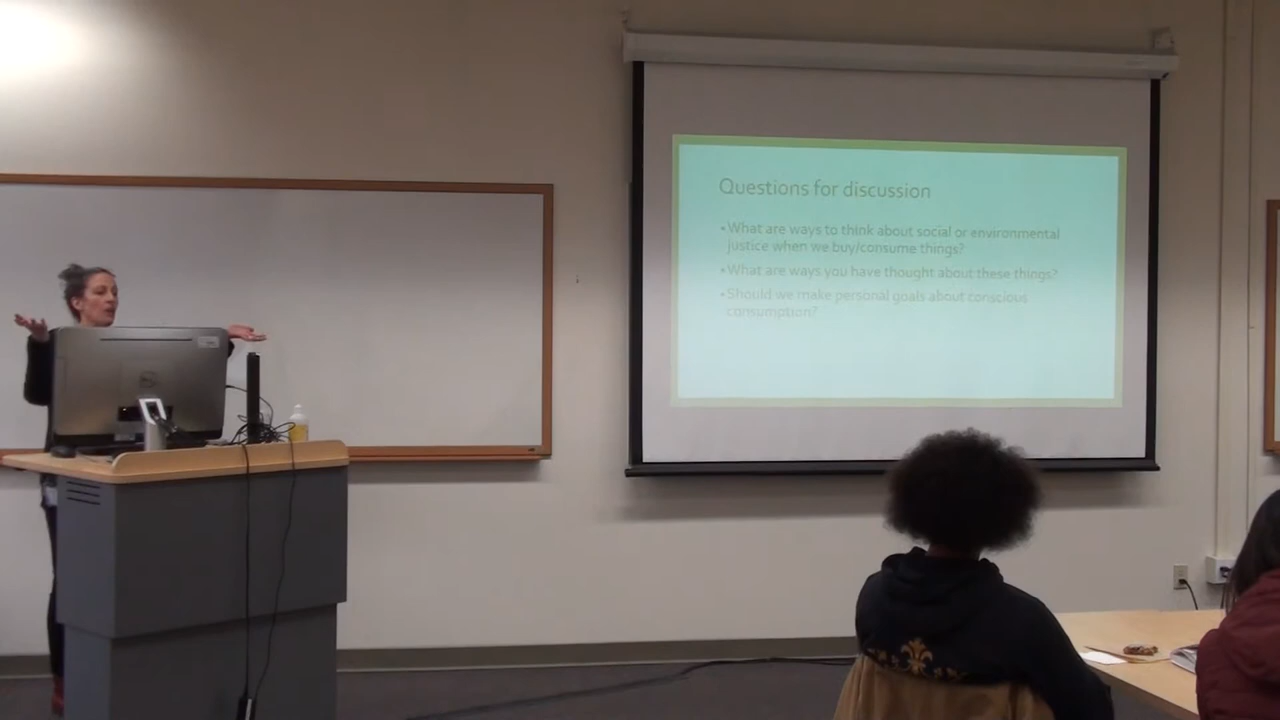 Questions for discussion
•What are ways to think about social or environmental
justice when we buy/consume things?
•What are ways you have thought about these things?
•Should we make personal goals about conscious
consumption?